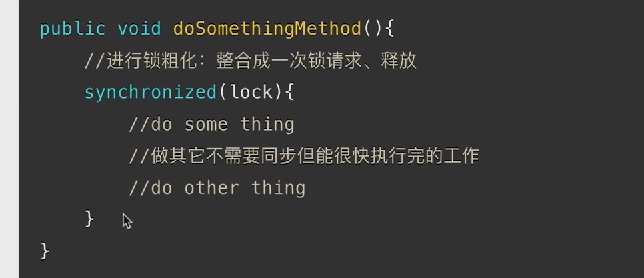 public void doSomethingMethod(){
//进行锁粗化：整合成一次锁请求、释放
synchronized(lock){
//do some thing
//做其它不需要同步但能很快执行完的工作
//do other thing
}
}